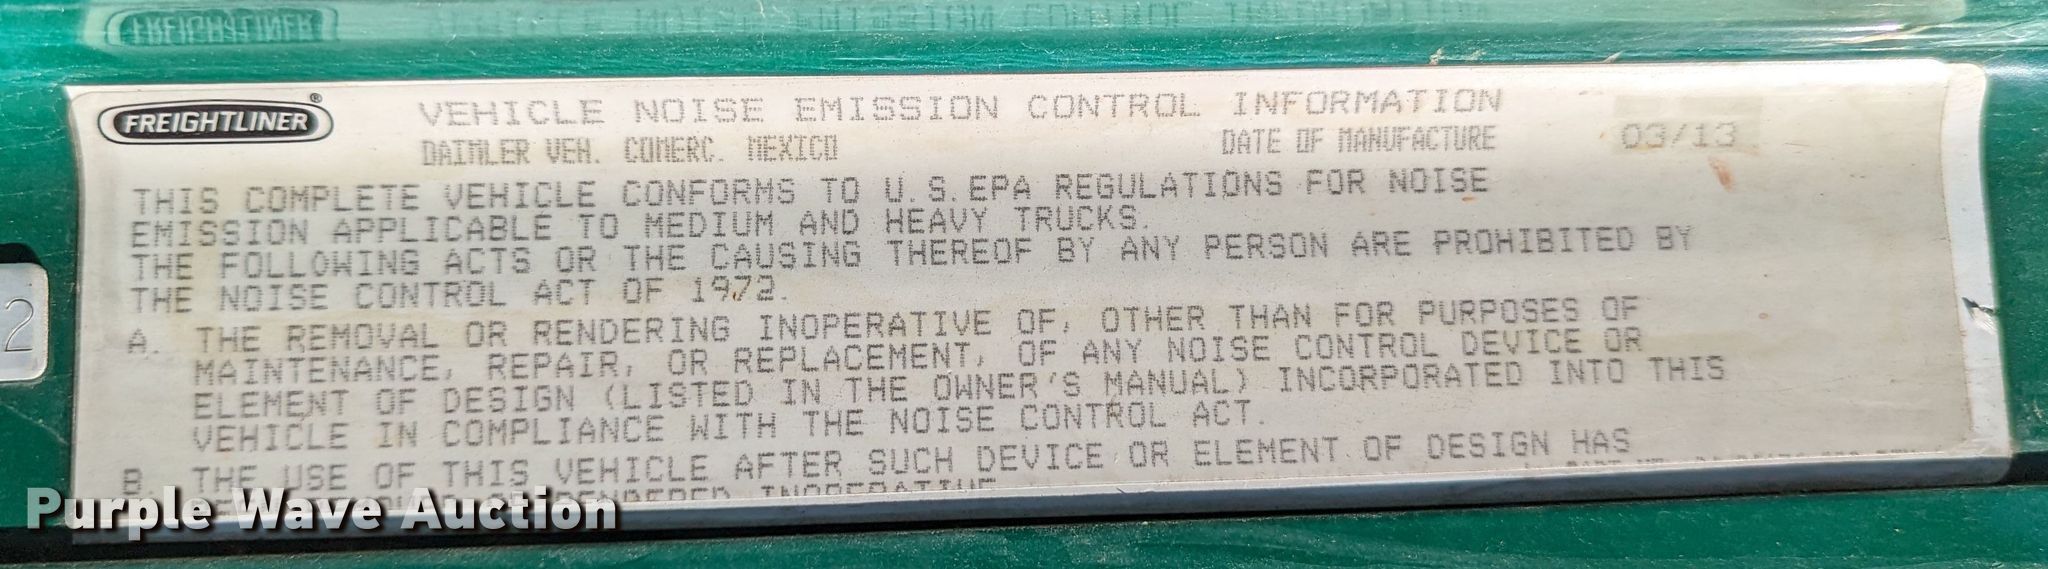 FREIGHTLINER®
VEHICLE NOISE EMISSION CONTROL INFORMATION
DAIMLER VEH. COMERC. MEXICO DATE OF MANUFACTURE 03/13
THIS COMPLETE VEHICLE CONFORMS TO U.S.EPA REGULATIONS FOR NOISE
EMISSION APPLICABLE TO MEDIUM AND HEAVY TRUCKS.
THE FOLLOWING ACTS OR THE CAUSING THEREOF BY ANY PERSON ARE PROHIBITED BY
THE NOISE CONTROL ACT OF 1972.
A. THE REMOVAL OR RENDERING INOPERATIVE OF, OTHER THAN FOR PURPOSES OF
MAINTENANCE, REPAIR, OR REPLACEMENT, OF ANY NOISE CONTROL DEVICE OR
ELEMENT OF DESIGN (LISTED IN THE OWNER'S MANUAL) INCORPORATED INTO THIS
VEHICLE IN COMPLIANCE WITH THE NOISE CONTROL ACT.
B. THE USE OF THIS VEHICLE AFTER SUCH DEVICE OR ELEMENT OF DESIGN HAS
OR RENDERED INOPERATIVE
2
Purple Wave Auction